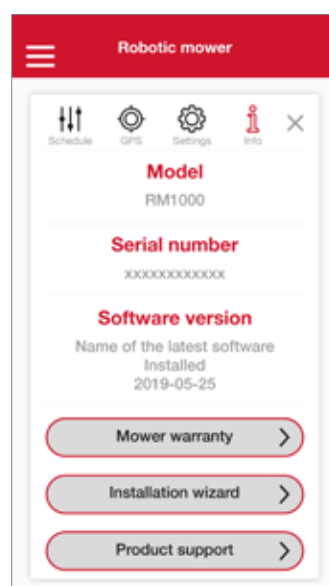 Robotic mower
Schedule GPS Settings Info
Model
RM1000
Serial number
xxxxxxxxxxxx
Software version
Name of the latest software
Installed
2019-05-25
Mower warranty
Installation wizard
Product support